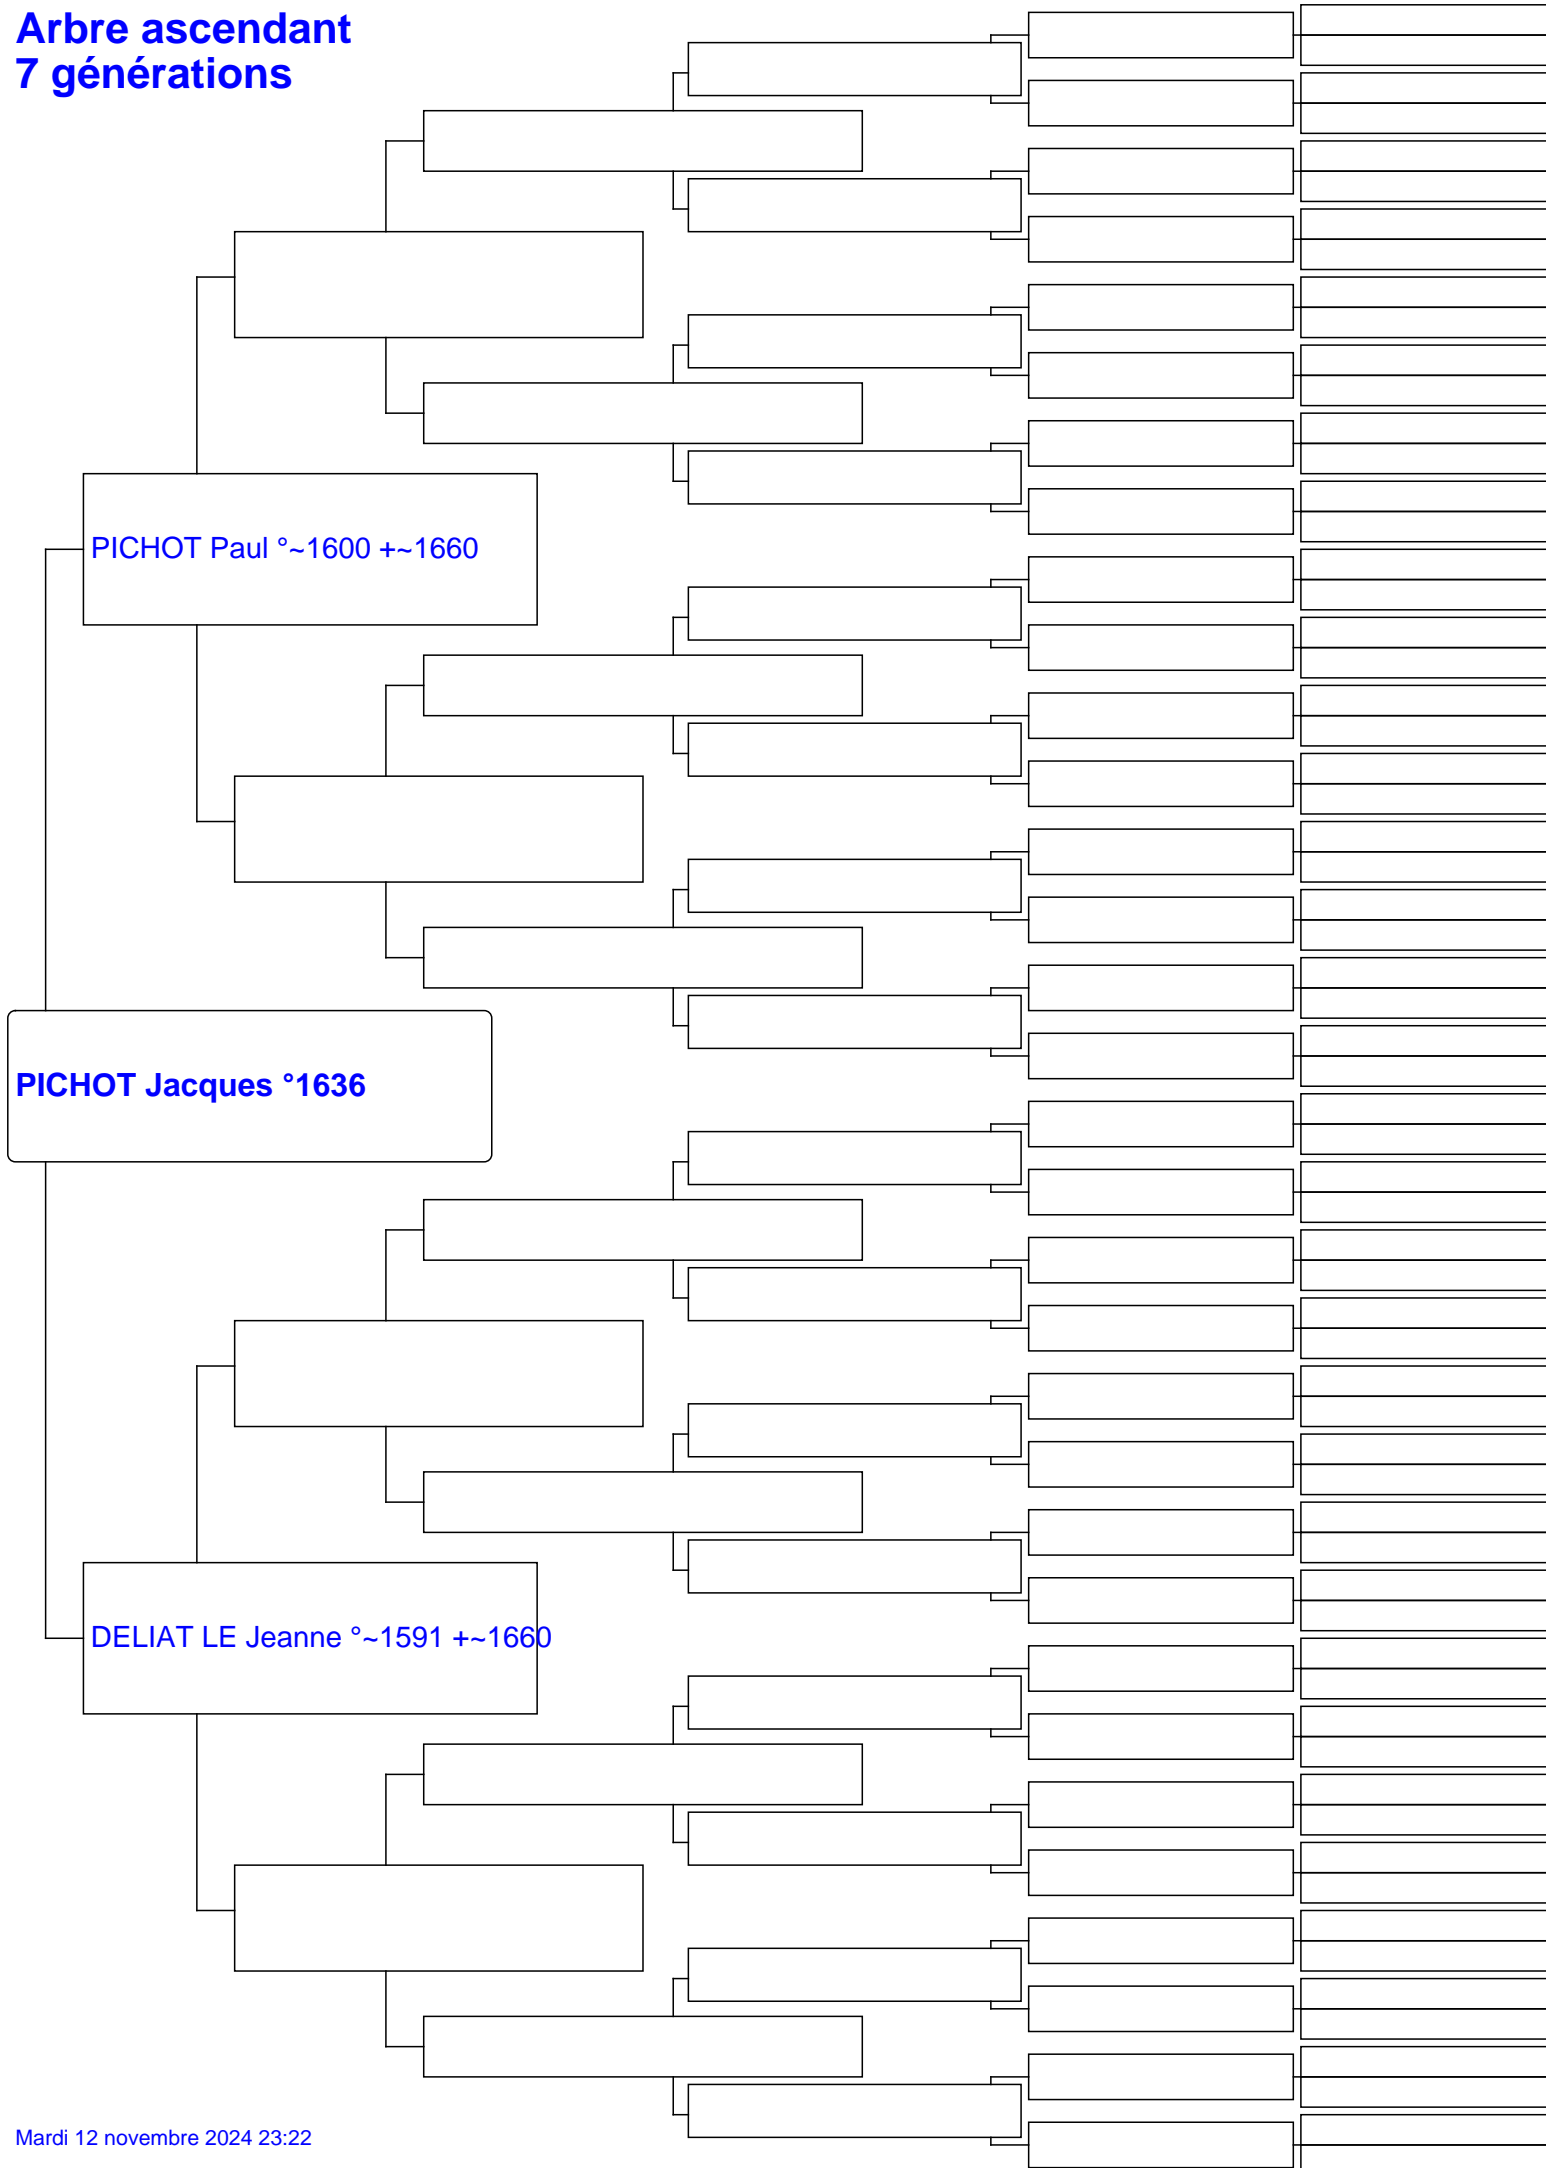 Arbre ascendant
7 générations
PICHOT Paul °~1600 +~1660
PICHOT Jacques °1636
DELIAT LE Jeanne °~1591 +~1660
Mardi 12 novembre 2024 23:22